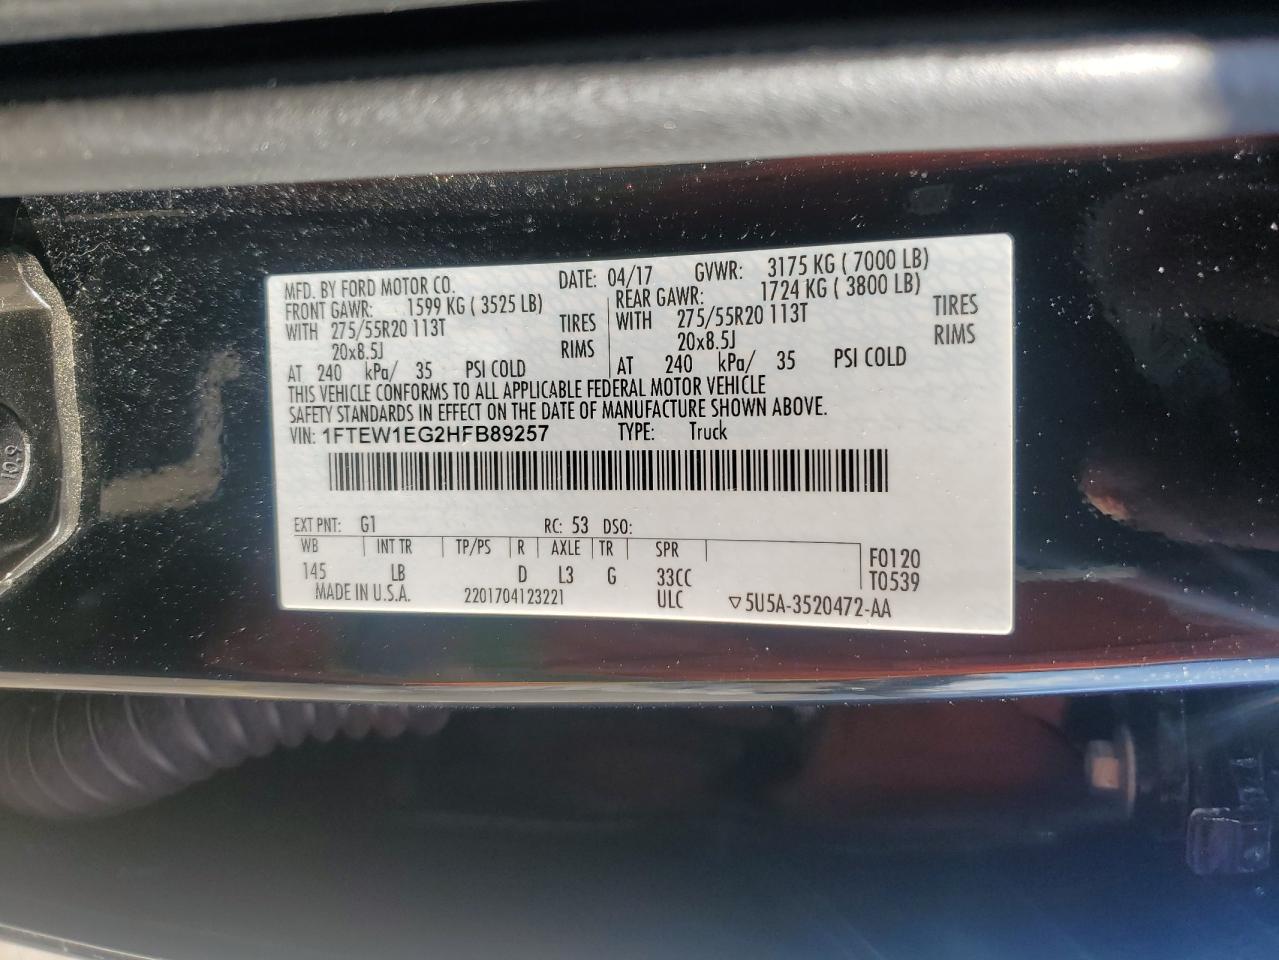 MFD. BY FORD MOTOR CO. DATE: 04/17 GVWR: 3175 KG ( 7000 LB)
FRONT GAWR: 1599 KG ( 3525 LB) REAR GAWR: 1724 KG ( 3800 LB)
WITH 275/55R20 113T TIRES WITH 275/55R20 113T TIRES
20x8.5J RIMS 20x8.5J RIMS
AT 240 kPa/ 35 PSI COLD AT 240 kPa/ 35 PSI COLD
THIS VEHICLE CONFORMS TO ALL APPLICABLE FEDERAL MOTOR VEHICLE
SAFETY STANDARDS IN EFFECT ON THE DATE OF MANUFACTURE SHOWN ABOVE.
VIN: 1FTEW1EG2HFB89257 TYPE: Truck
EXT PNT: G1 RC: 53 DSO:
WB INT TR TP/PS R AXLE TR SPR
145 LB D L3 G 33CC
F0120
T0539
MADE IN U.S.A. 2201704123221 ULC ▽5U5A-3520472-AA
10.9